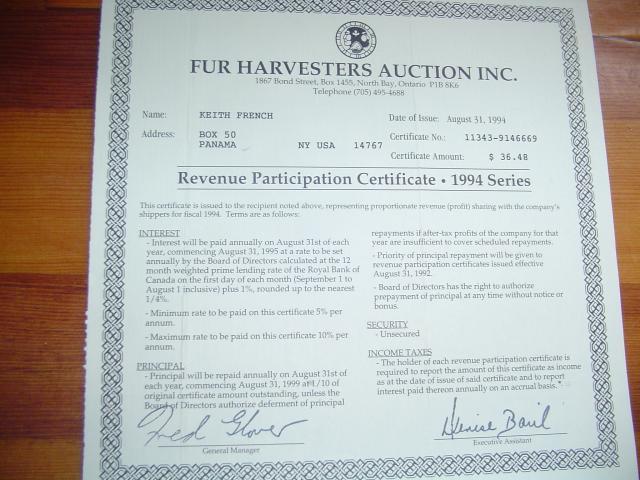 FUR HARVESTERS AUCTION INC.
1867 Bond Street, Box 1455, North Bay, Ontario P1B 8K6
Telephone (705) 495-4688
Name: KEITH FRENCH
Date of Issue: August 31, 1994
Address: BOX 50
PANAMA NY USA 14767
Certificate No.: 11343-9146669
Certificate Amount: $ 36.48
Revenue Participation Certificate • 1994 Series
This certificate is issued to the recipient noted above, representing proportionate revenue (profit) sharing with the company's
shippers for fiscal 1994. Terms are as follows:
INTEREST
- Interest will be paid annually on August 31st of each
year, commencing August 31, 1995 at a rate to be set
annually by the Board of Directors calculated at the 12
month weighted prime lending rate of the Royal Bank of
Canada on the first day of each month (September 1 to
August 1 inclusive) plus 1%, rounded up to the nearest
1/4%.
- Minimum rate to be paid on this certificate 5% per
annum.
- Maximum rate to be paid on this certificate 10% per
annum.
PRINCIPAL
- Principal will be repaid annually on August 31st of
each year, commencing August 31, 1999 at 1/10 of
original certificate amount outstanding, unless the
Board of Directors authorize deferment of principal
repayments if after-tax profits of the company for that
year are insufficient to cover scheduled repayments.
- Priority of principal repayment will be given to
revenue participation certificates issued effective
August 31, 1992.
- Board of Directors has the right to authorize
prepayment of principal at any time without notice or
bonus.
SECURITY
- Unsecured
INCOME TAXES
- The holder of each revenue participation certificate is
required to report the amount of this certificate as income
as at the date of issue of said certificate and to report
interest paid thereon annually on an accrual basis.
Fred Glover
General Manager
Denise Baril
Executive Assistant